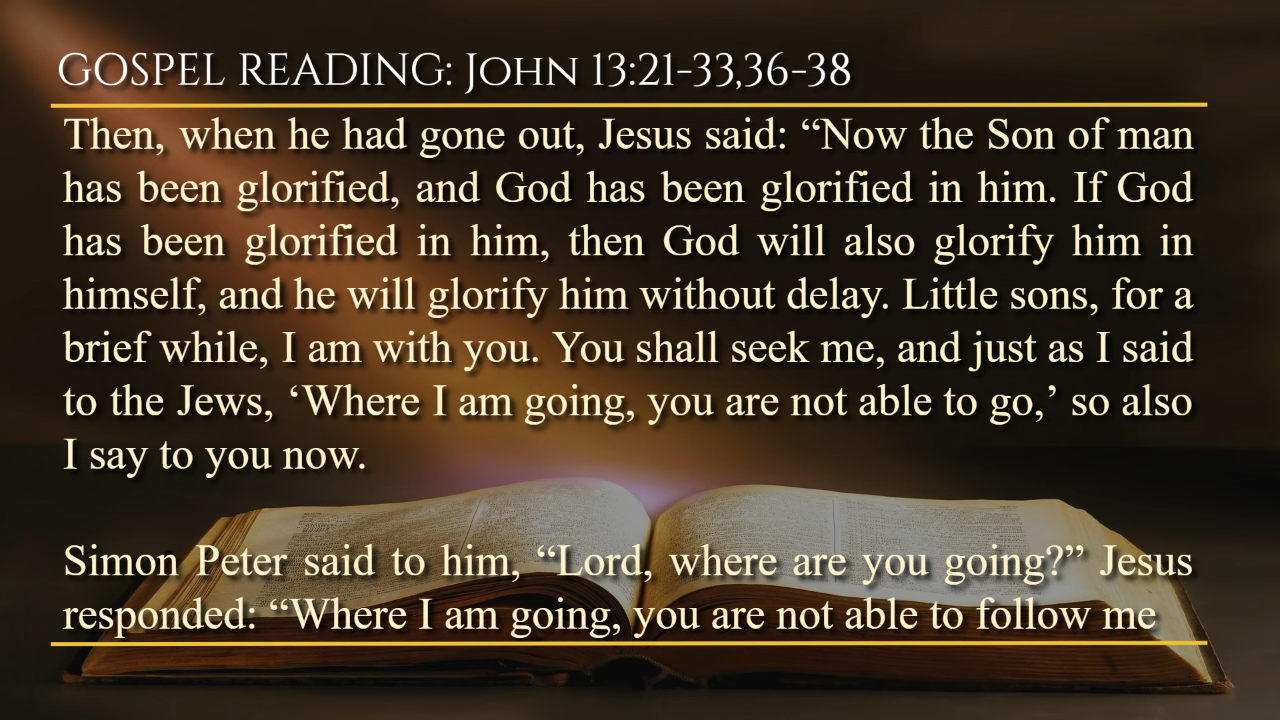 GOSPEL READING: John 13:21-33,36-38
Then, when he had gone out, Jesus said: “Now the Son of man
has been glorified, and God has been glorified in him. If God
has been glorified in him, then God will also glorify him in
himself, and he will glorify him without delay. Little sons, for a
brief while, I am with you. You shall seek me, and just as I said
to the Jews, ‘Where I am going, you are not able to go,’ so also
I say to you now.
Simon Peter said to him, “Lord, where are you going?” Jesus
responded: “Where I am going, you are not able to follow me